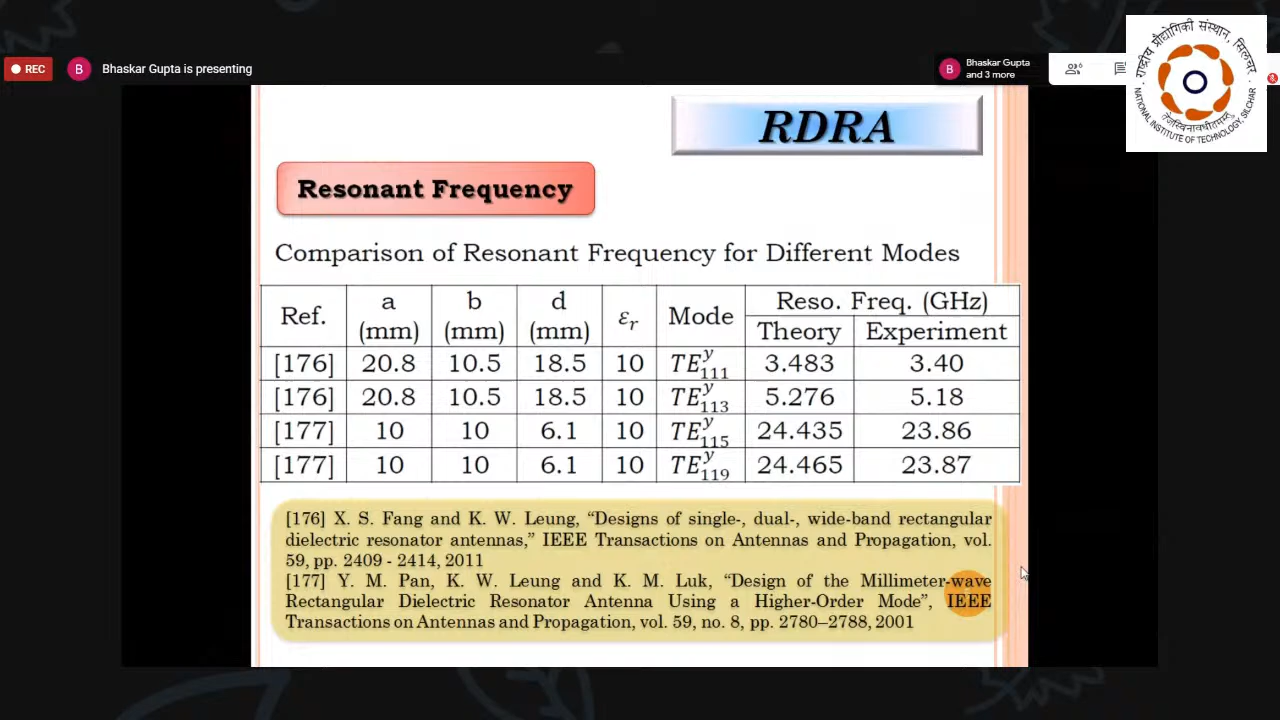 REC
B
Bhaskar Gupta is presenting
B
Bhaskar Gupta
and 3 more
राष्ट्रीय प्रौद्योगिकी संस्थान, सिलचर
NATIONAL INSTITUTE OF TECHNOLOGY, SILCHAR
RDRA
Resonant Frequency
Comparison of Resonant Frequency for Different Modes
Ref. a (mm) b (mm) d (mm) εr Mode Reso. Freq. (GHz)
Theory Experiment
[176] 20.8 10.5 18.5 10 TE^y_111 3.483 3.40
[176] 20.8 10.5 18.5 10 TE^y_113 5.276 5.18
[177] 10 10 6.1 10 TE^y_115 24.435 23.86
[177] 10 10 6.1 10 TE^y_119 24.465 23.87
[176] X. S. Fang and K. W. Leung, “Designs of single-, dual-, wide-band rectangular
dielectric resonator antennas,” IEEE Transactions on Antennas and Propagation, vol.
59, pp. 2409 - 2414, 2011
[177] Y. M. Pan, K. W. Leung and K. M. Luk, “Design of the Millimeter-wave
Rectangular Dielectric Resonator Antenna Using a Higher-Order Mode”, IEEE
Transactions on Antennas and Propagation, vol. 59, no. 8, pp. 2780–2788, 2001